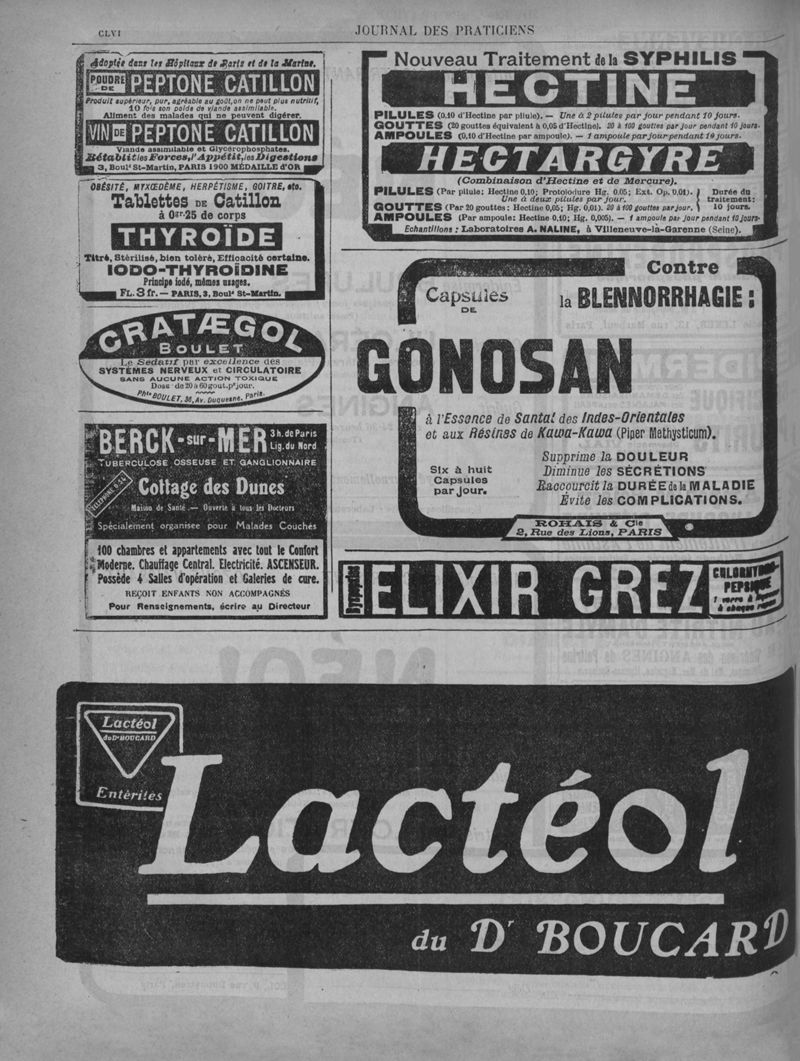 CLVI
JOURNAL DES PRATICIENS
Adoptée dans les Hôpitaux de Paris et de la Marine.
POUDRE DE PEPTONE CATILLON
Produit supérieur, pur, agréable au goût, on ne peut plus nutritif,
10 fois son poids de viande assimilable.
Aliment des malades qui ne peuvent digérer.
VIN DE PEPTONE CATILLON
Viande assimilable et Glycérophosphates.
Rétablit les Forces, l'Appétit, les Digestions
3, Boulᵗ St-Martin, PARIS 1900 MÉDAILLE D'OR
OBÉSITÉ, MYXŒDÈME, HERPÉTISME, GOITRE, etc.
Tablettes DE Catillon
à 0gr.25 de corps
THYROÏDE
Titré, Stérilisé, bien toléré, Efficacité certaine.
IODO-THYROÏDINE
Principe iodé, mêmes usages.
FL. 3 fr. — PARIS, 3, Boulᵗ St-Martin.
CRATÆGOL
BOULET
Le Sédatif par excellence des
SYSTÈMES NERVEUX et CIRCULATOIRE
SANS AUCUNE ACTION TOXIQUE
Dose de 20 à 60 gout. pʳ jour.
Phⁱᵉ BOULET, 36, Av. Duquesne, Paris.
BERCK-sur-MER 3 h. de Paris
Lig. du Nord
TUBERCULOSE OSSEUSE ET GANGLIONNAIRE
TÉLÉPHONE 0.54
Cottage des Dunes
Maison de Santé. — Ouverte à tous les Docteurs
Spécialement organisée pour Malades Couchés
100 chambres et appartements avec tout le Confort
Moderne. Chauffage Central. Electricité. ASCENSEUR.
Possède 4 Salles d'opération et Galeries de cure.
REÇOIT ENFANTS NON ACCOMPAGNÉS
Pour Renseignements, écrire au Directeur
Nouveau Traitement de la SYPHILIS
HECTINE
PILULES (0.10 d'Hectine par pilule). — Une à 2 pilules par jour pendant 10 jours.
GOUTTES (20 gouttes équivalent à 0,05 d'Hectine). 20 à 100 gouttes par jour pendant 10 jours.
AMPOULES (0,10 d'Hectine par ampoule). — 1 ampoule par jour pendant 10 jours.
HECTARGYRE
(Combinaison d'Hectine et de Mercure).
PILULES (Par pilule; Hectine 0,10; Protoiodure Hg. 0,05; Ext. Op. 0,01).
Une à deux pilules par jour.
GOUTTES (Par 20 gouttes; Hectine 0,05; Hg. 0,01). 20 à 100 gouttes par jour.
Durée du
traitement:
10 jours.
AMPOULES (Par ampoule; Hectine 0,10; Hg. 0,005). — 1 ampoule par jour pendant 10 jours.
Echantillons: Laboratoires A. NALINE, à Villeneuve-la-Garenne (Seine).
Contre
Capsules
DE
la BLENNORRHAGIE:
GONOSAN
à l'Essence de Santal des Indes-Orientales
et aux Résines de Kawa-Kawa (Piper Methysticum).
Six à huit
Capsules
par jour.
Supprime la DOULEUR
Diminue les SÉCRÉTIONS
Raccourcit la DURÉE de la MALADIE
Évite les COMPLICATIONS.
ROHAIS & Cie
2, Rue des Lions, PARIS
Dyspepsies
ELIXIR GREZ
CHLORHYDRO-
PEPSIQUE
1 verre à liqueur
à chaque repas
Lactéol
du Dr BOUCARD
Entérites
Lactéol
du Dr BOUCARD